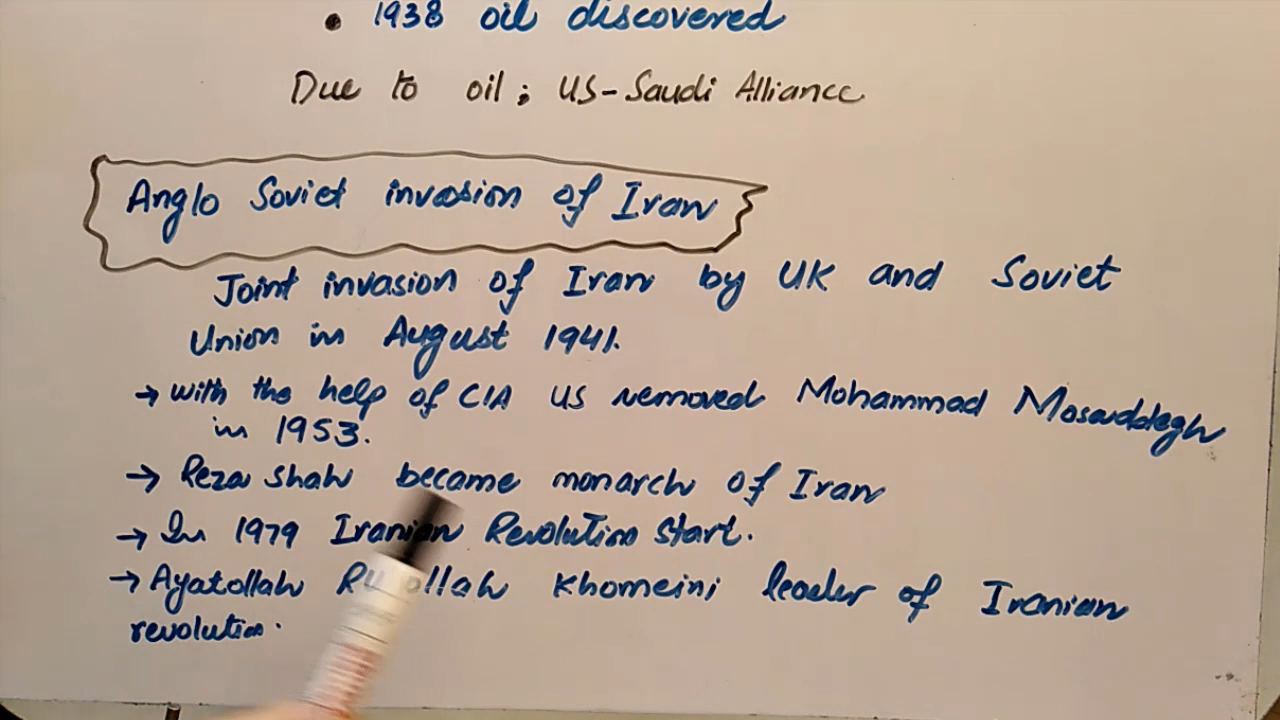 • 1938 oil discovered
Due to oil; US-Saudi Alliance
Anglo Soviet invasion of Iran
Joint invasion of Iran by UK and Soviet
Union in August 1941.
→ with the help of CIA US removed Mohammad
in 1953.
→ Reza Shah became monarch of Iran
→ In 1979 Iranian Revolution start.
→ Ayatollah Khomeini leader of Iranian
revolution.